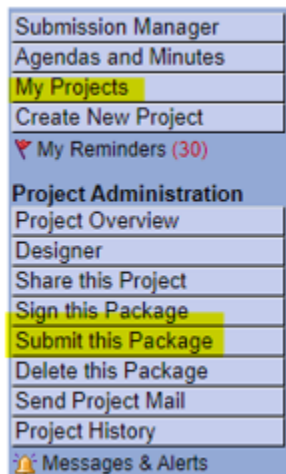 Submission Manager
Agendas and Minutes
My Projects
Create New Project
My Reminders (30)
Project Administration
Project Overview
Designer
Share this Project
Sign this Package
Submit this Package
Delete this Package
Send Project Mail
Project History
Messages & Alerts